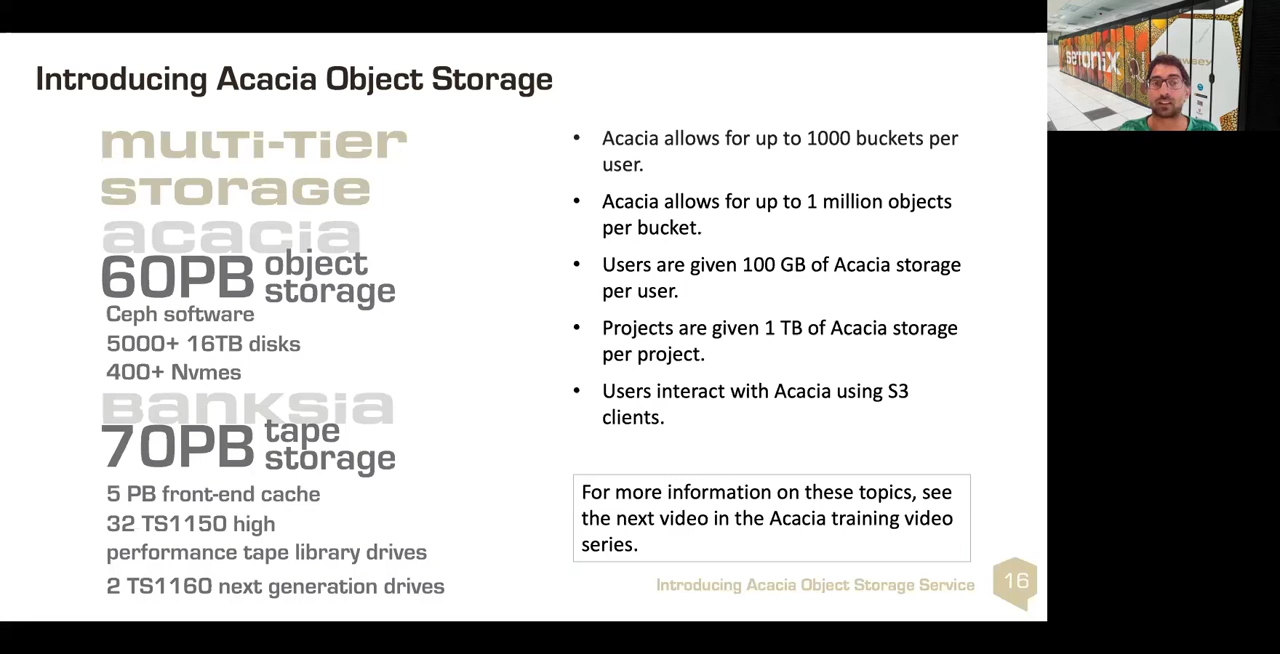 Introducing Acacia Object Storage
multi-tier
storage
acacia
60PB object
storage
Ceph software
5000+ 16TB disks
400+ Nvmes
Banksia
70PB tape
storage
5 PB front-end cache
32 TS1150 high
performance tape library drives
2 TS1160 next generation drives
• Acacia allows for up to 1000 buckets per
user.
• Acacia allows for up to 1 million objects
per bucket.
• Users are given 100 GB of Acacia storage
per user.
• Projects are given 1 TB of Acacia storage
per project.
• Users interact with Acacia using S3
clients.
For more information on these topics, see
the next video in the Acacia training video
series.
Introducing Acacia Object Storage Service
16
setonix